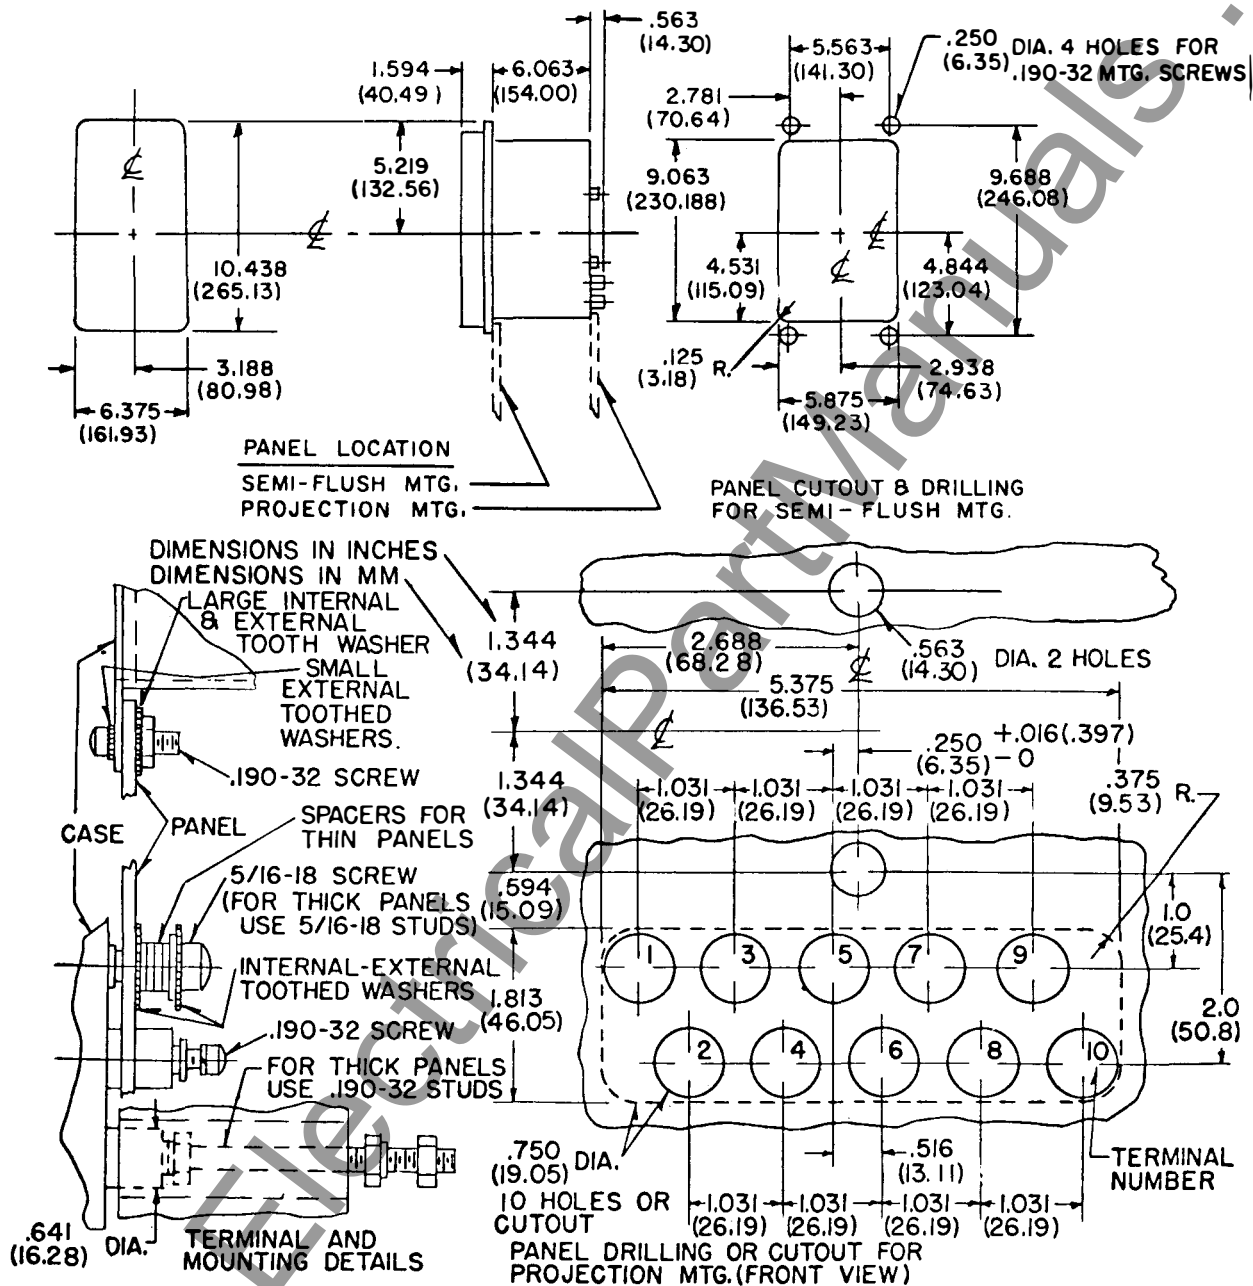 .563
(14.30)
1.594
(40.49)
6.063
(154.00)
5.219
(132.56)
℄
℄
10.438
(265.13)
3.188
(80.98)
6.375
(161.93)
PANEL LOCATION
SEMI-FLUSH MTG.
PROJECTION MTG.
5.563
(141.30)
.250
(6.35)
DIA. 4 HOLES FOR
.190-32 MTG. SCREWS
2.781
(70.64)
9.063
(230.188)
9.688
(246.08)
℄
℄
4.531
(115.09)
4.844
(123.04)
.125
(3.18)
R.
2.938
(74.63)
5.875
(149.23)
PANEL CUTOUT & DRILLING
FOR SEMI-FLUSH MTG.
DIMENSIONS IN INCHES
DIMENSIONS IN MM
LARGE INTERNAL
& EXTERNAL
TOOTH WASHER
SMALL
EXTERNAL
TOOTHED
WASHERS.
.190-32 SCREW
CASE
PANEL
SPACERS FOR
THIN PANELS
5/16-18 SCREW
(FOR THICK PANELS
USE 5/16-18 STUDS)
INTERNAL-EXTERNAL
TOOTHED WASHERS
.190-32 SCREW
FOR THICK PANELS
USE .190-32 STUDS
.641
(16.28)
DIA.
TERMINAL AND
MOUNTING DETAILS
1.344
(34.14)
2.688
(68.28)
℄
.563
(14.30)
DIA. 2 HOLES
5.375
(136.53)
℄
.250
(6.35)
+.016(.397)
-0
1.344
(34.14)
1.031
(26.19)
1.031
(26.19)
1.031
(26.19)
1.031
(26.19)
.375
(9.53)
R.
.594
(15.09)
1.0
(25.4)
1
3
5
7
9
1.813
(46.05)
2.0
(50.8)
2
4
6
8
10
.750
(19.05)
DIA.
10 HOLES OR
CUTOUT
.516
(13.11)
1.031
(26.19)
1.031
(26.19)
1.031
(26.19)
1.031
(26.19)
TERMINAL
NUMBER
PANEL DRILLING OR CUTOUT FOR
PROJECTION MTG. (FRONT VIEW)
ElectricalPartManuals .